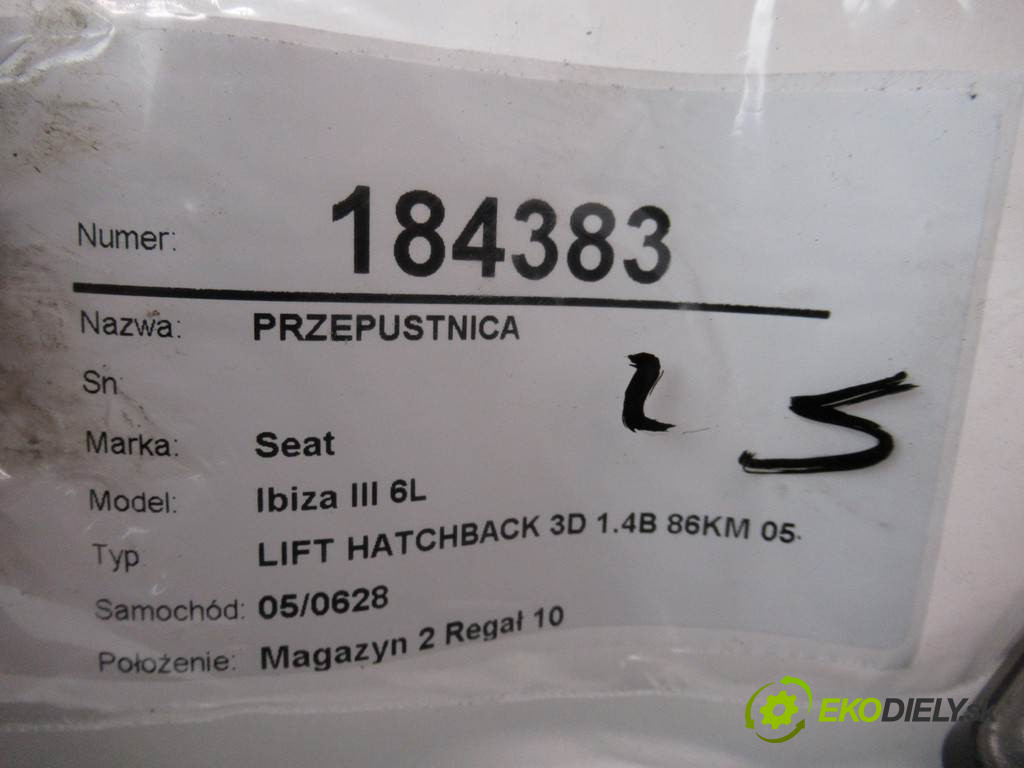 Numer: 184383
Nazwa: PRZEPUSTNICA
Sn:
Marka: Seat
Model: Ibiza III 6L
Typ LIFT HATCHBACK 3D 1.4B 86KM 05-
Samochód: 05/0628
Położenie: Magazyn 2 Regał 10
EKODIELY.sk